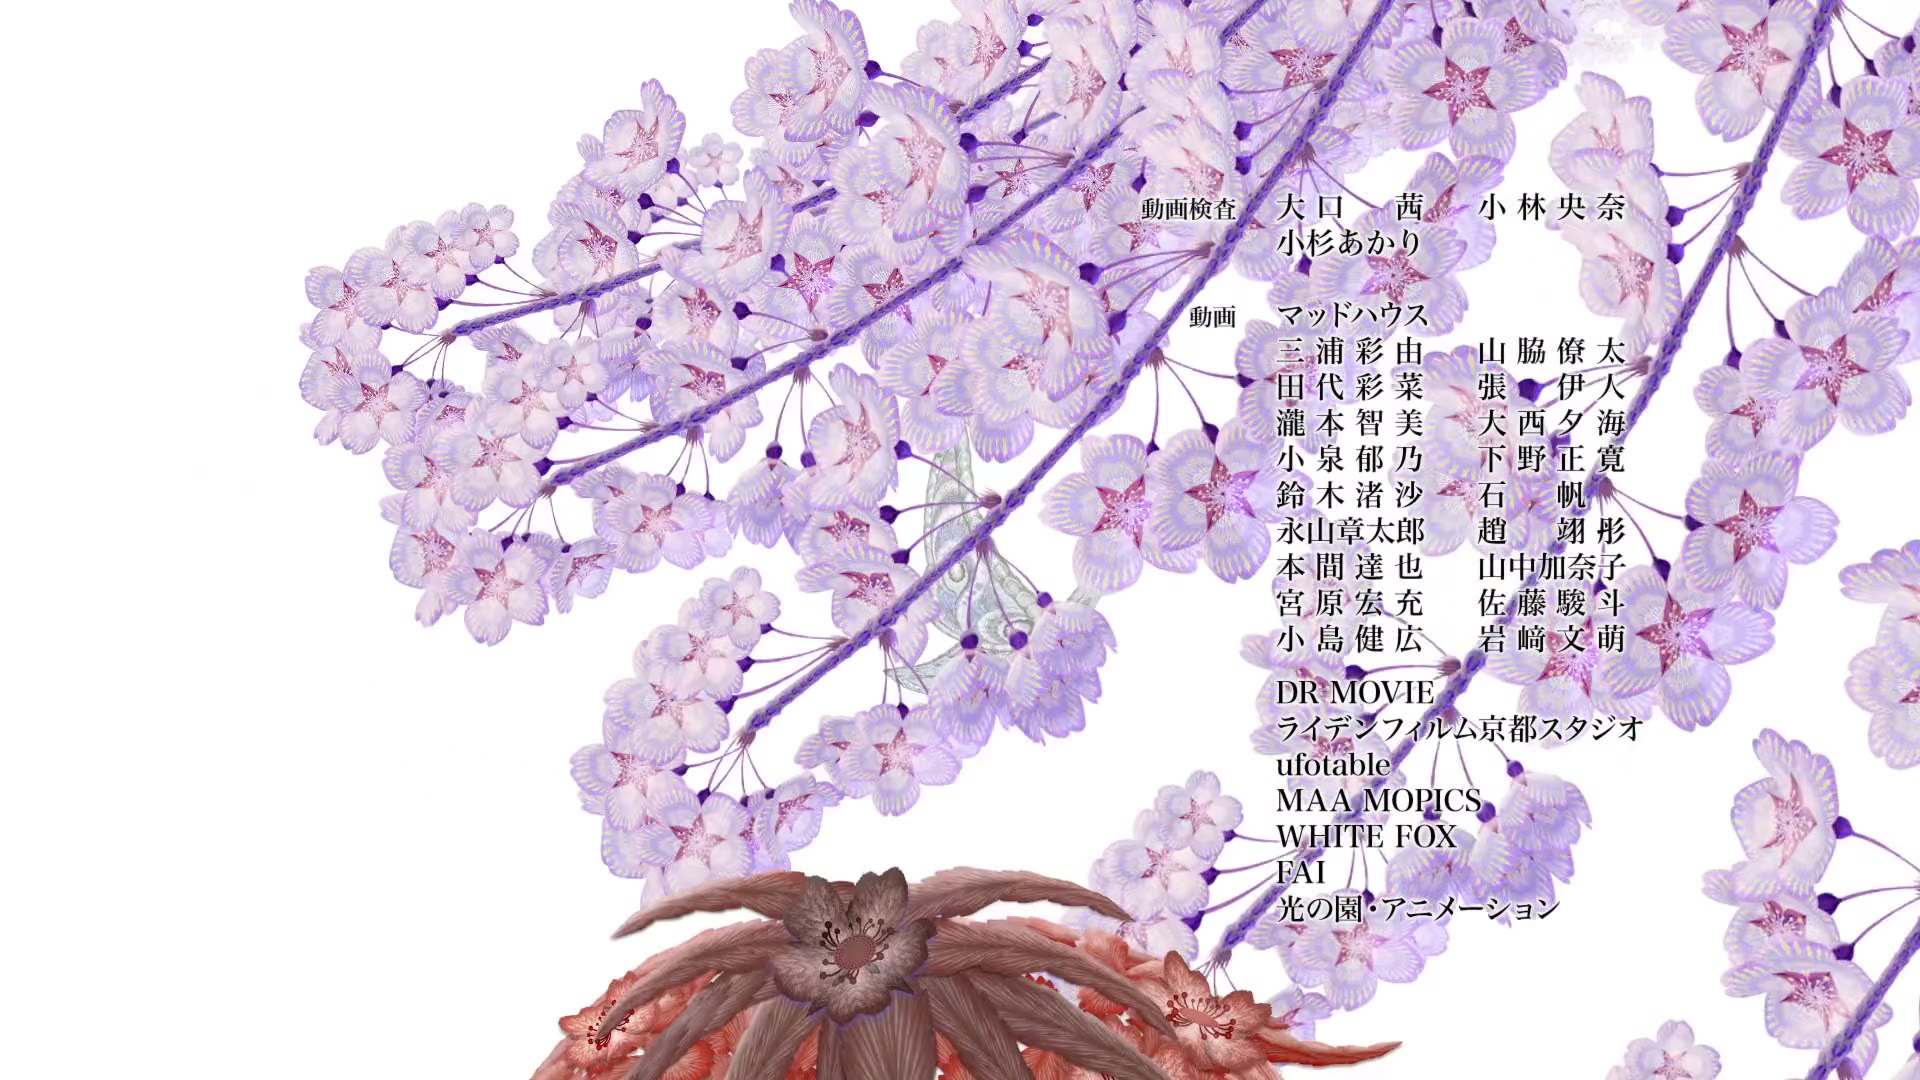 動画検査 大口 茜 小林央奈
小杉あかり
動画 マッドハウス
三浦彩由 山脇僚太
田代彩菜 張 伊人
瀧本智美 大西夕海
小泉郁乃 下野正寛
鈴木渚沙 石 帆
永山章太郎 趙 翊彤
本間達也 山中加奈子
宮原宏充 佐藤駿斗
小島健広 岩﨑文萌
DR MOVIE
ライデンフィルム京都スタジオ
ufotable
MAA MOPICS
WHITE FOX
FAI
光の園・アニメーション